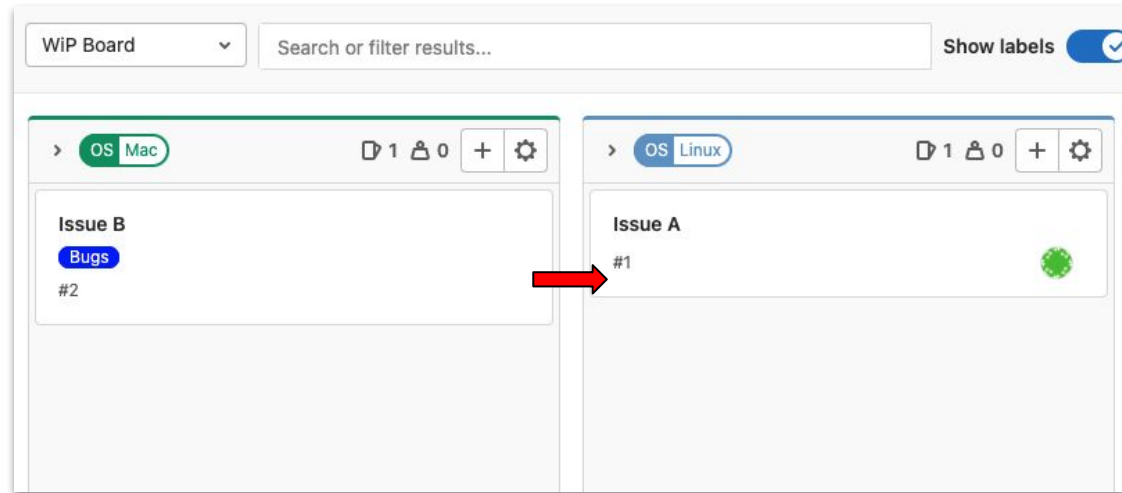 WiP Board
Search or filter results...
Show labels
OS Mac
1 0
OS Linux
1 0
Issue B
Bugs
#2
Issue A
#1